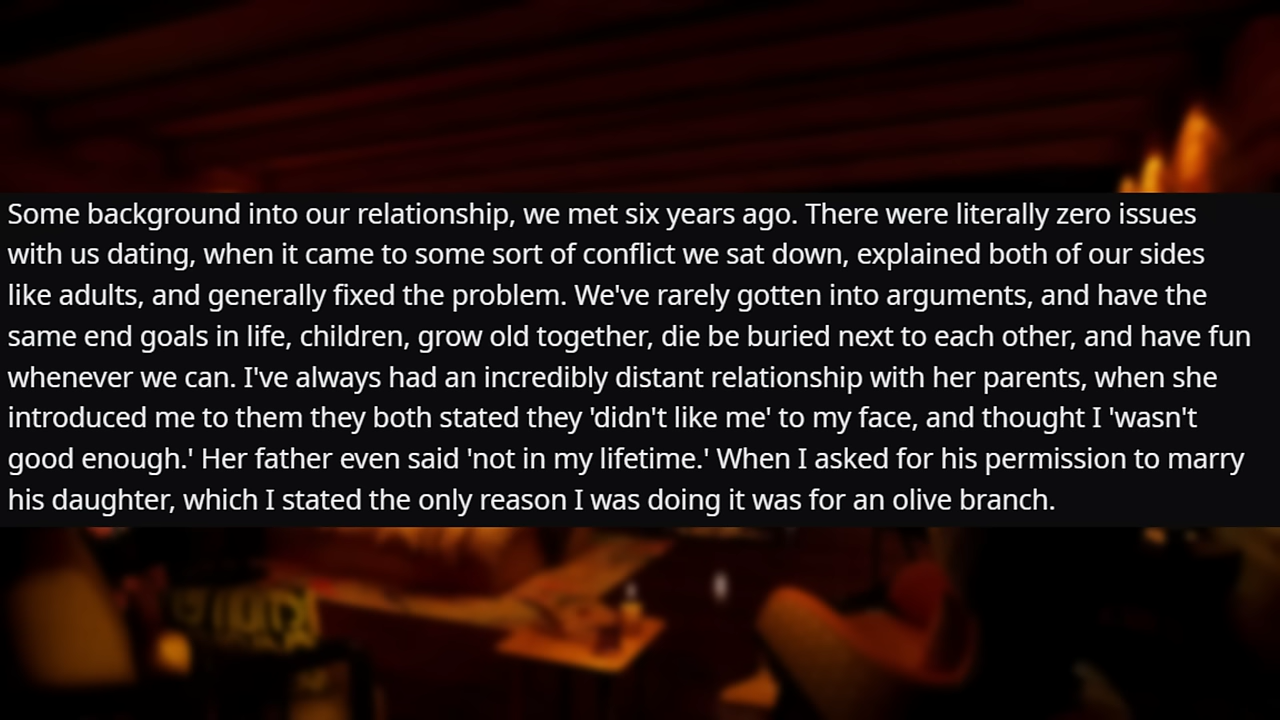 Some background into our relationship, we met six years ago. There were literally zero issues
with us dating, when it came to some sort of conflict we sat down, explained both of our sides
like adults, and generally fixed the problem. We've rarely gotten into arguments, and have the
same end goals in life, children, grow old together, die be buried next to each other, and have fun
whenever we can. I've always had an incredibly distant relationship with her parents, when she
introduced me to them they both stated they 'didn't like me' to my face, and thought I 'wasn't
good enough.' Her father even said 'not in my lifetime.' When I asked for his permission to marry
his daughter, which I stated the only reason I was doing it was for an olive branch.